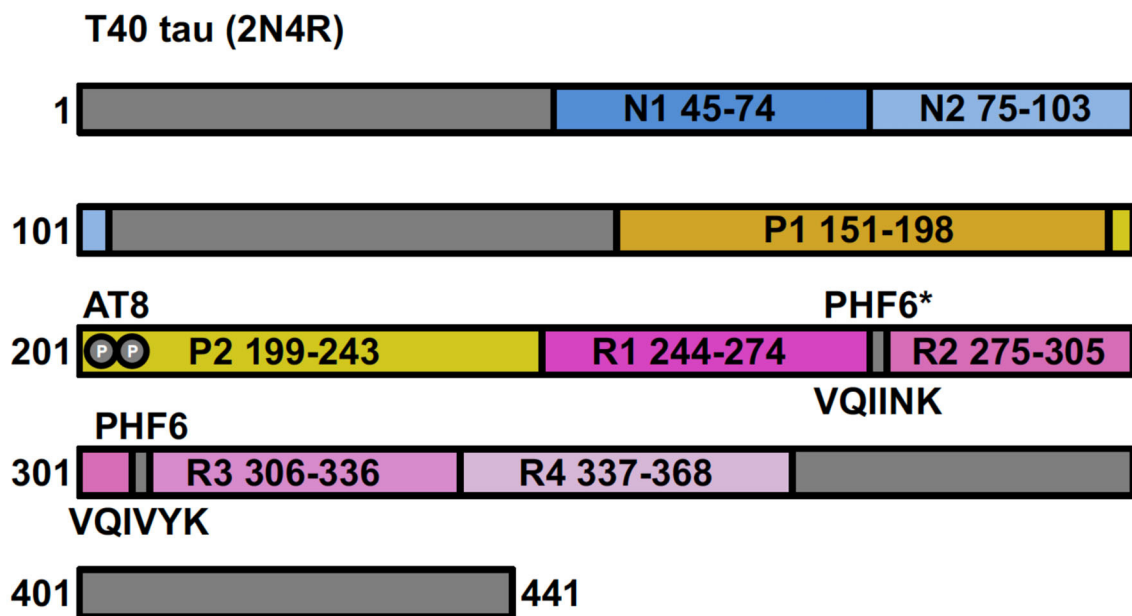 T40 tau (2N4R)
1 N1 45-74 N2 75-103
101 P1 151-198
AT8 PHF6*
201 P P P2 199-243 R1 244-274 R2 275-305
VQIINK
PHF6
301 R3 306-336 R4 337-368
VQIVYK
401 441